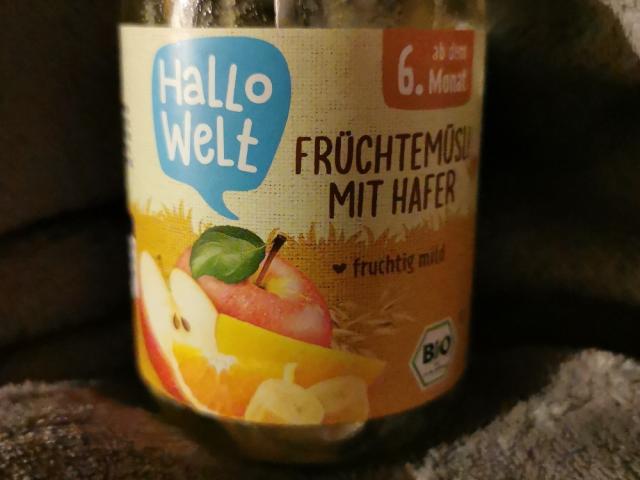 Hallo
Welt
6. ab dem
Monat
FRÜCHTEMÜSLI
MIT HAFER
fruchtig mild
BIO